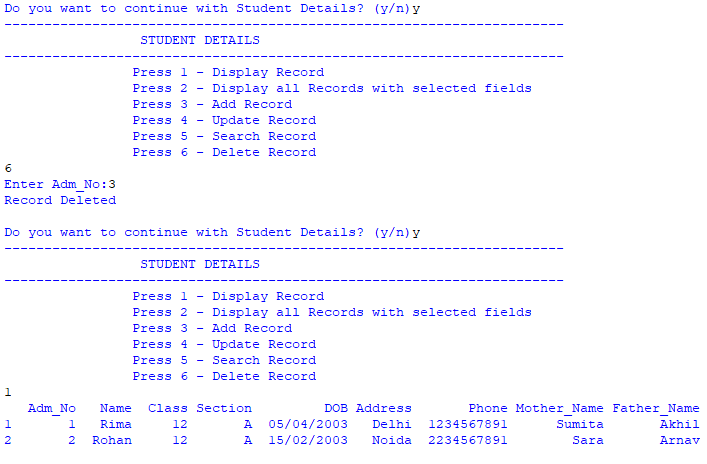 Do you want to continue with Student Details? (y/n)y
----------------------------------------------------------------------
STUDENT DETAILS
----------------------------------------------------------------------
Press 1 - Display Record
Press 2 - Display all Records with selected fields
Press 3 - Add Record
Press 4 - Update Record
Press 5 - Search Record
Press 6 - Delete Record
6
Enter Adm_No:3
Record Deleted
Do you want to continue with Student Details? (y/n)y
----------------------------------------------------------------------
STUDENT DETAILS
----------------------------------------------------------------------
Press 1 - Display Record
Press 2 - Display all Records with selected fields
Press 3 - Add Record
Press 4 - Update Record
Press 5 - Search Record
Press 6 - Delete Record
1
Adm_No Name Class Section DOB Address Phone Mother_Name Father_Name
1 1 Rima 12 A 05/04/2003 Delhi 1234567891 Sumita Akhil
2 2 Rohan 12 A 15/02/2003 Noida 2234567891 Sara Arnav